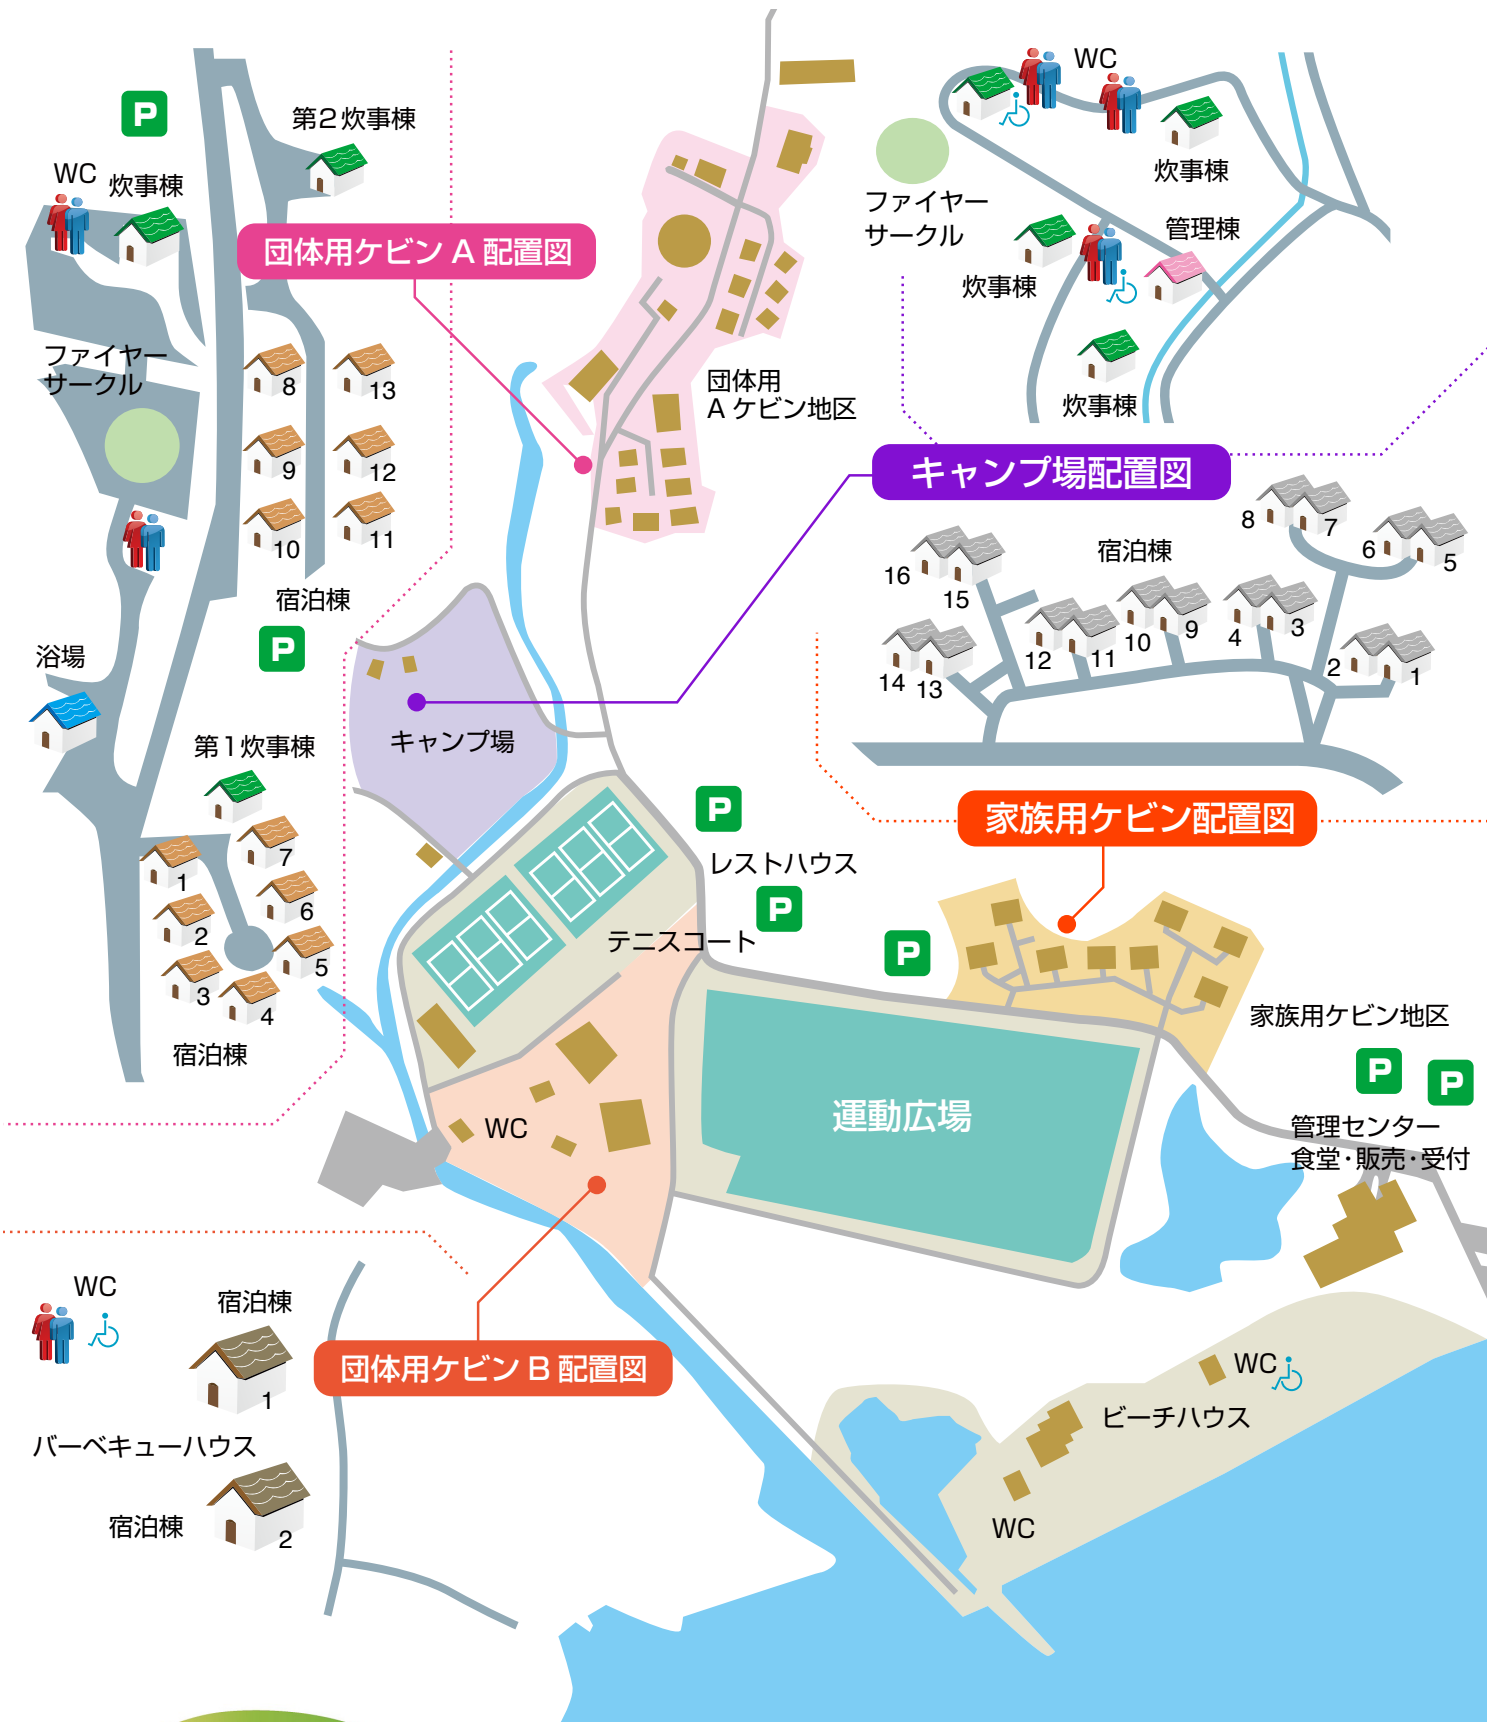 P
第2炊事棟
WC
炊事棟
団体用ケビン A 配置図
ファイヤー
サークル
8
13
9
12
10
11
宿泊棟
P
浴場
第1炊事棟
1
7
2
6
3
5
4
宿泊棟
団体用
A ケビン地区
WC
炊事棟
ファイヤー
サークル
管理棟
炊事棟
炊事棟
キャンプ場配置図
宿泊棟
8
7
6
5
16
15
14
13
12
11
10
9
4
3
2
1
家族用ケビン配置図
キャンプ場
P
レストハウス
P
テニスコート
P
家族用ケビン地区
P
P
管理センター
食堂・販売・受付
運動広場
WC
団体用ケビン B 配置図
WC
宿泊棟
1
バーベキューハウス
宿泊棟
2
WC
ビーチハウス
WC